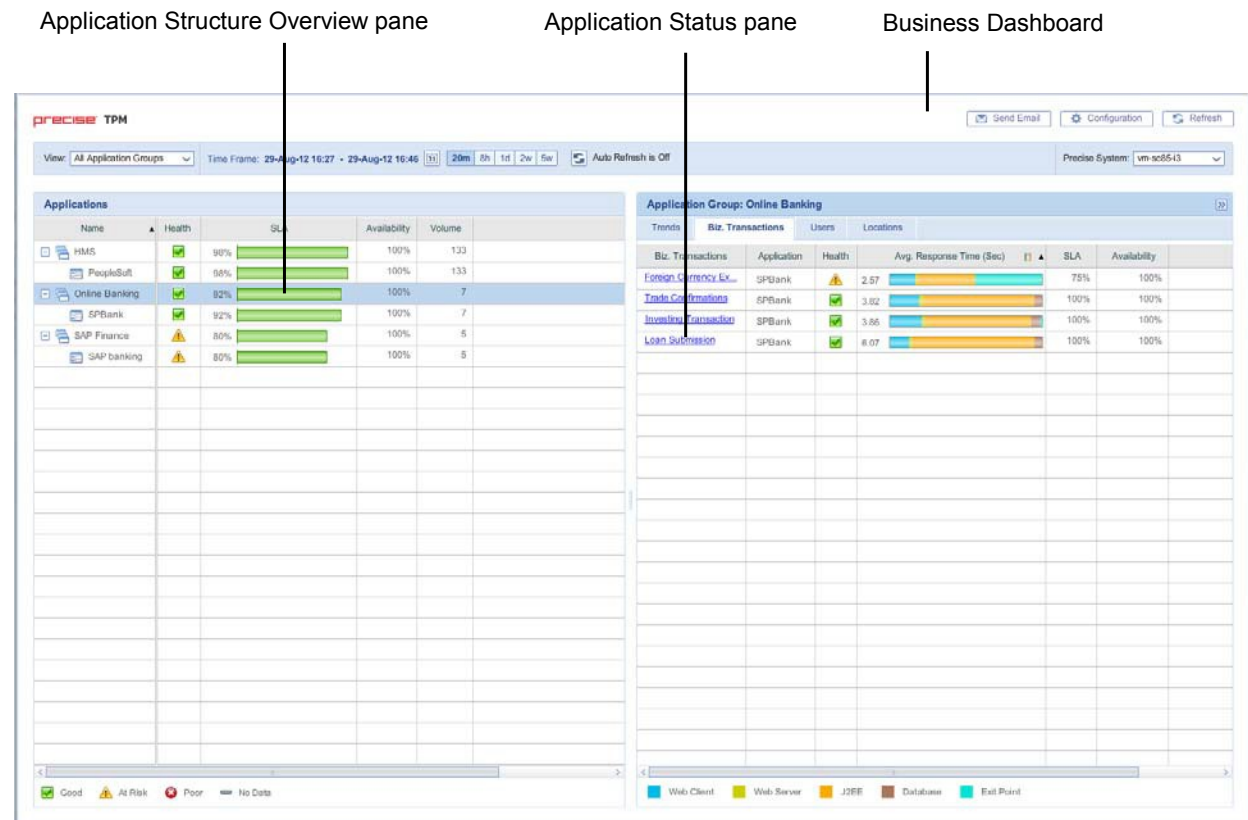 Application Structure Overview pane
Application Status pane
Business Dashboard
precise TPM
Send Email
Configuration
Refresh
View: All Application Groups
Time Frame: 29-Aug-12 16:27 - 29-Aug-12 16:46
20m 8h 1d 2w 5w
Auto Refresh is Off
Precise System: vm-sc85-i3
Applications
Name Health SLA Availability Volume
HMS 98% 100% 133
PeopleSoft 98% 100% 133
Online Banking 92% 100% 7
SPBank 92% 100% 7
SAP Finance 80% 100% 5
SAP banking 80% 100% 5
Good At Risk Poor No Data
Application Group: Online Banking
Trends Biz. Transactions Users Locations
Biz. Transactions Application Health Avg. Response Time (Sec) SLA Availability
Foreign Currency Ex... SPBank 2.57 75% 100%
Trade Confirmations SPBank 3.82 100% 100%
Investing Transaction SPBank 3.86 100% 100%
Loan Submission SPBank 6.07 100% 100%
Web Client Web Server J2EE Database Exit Point